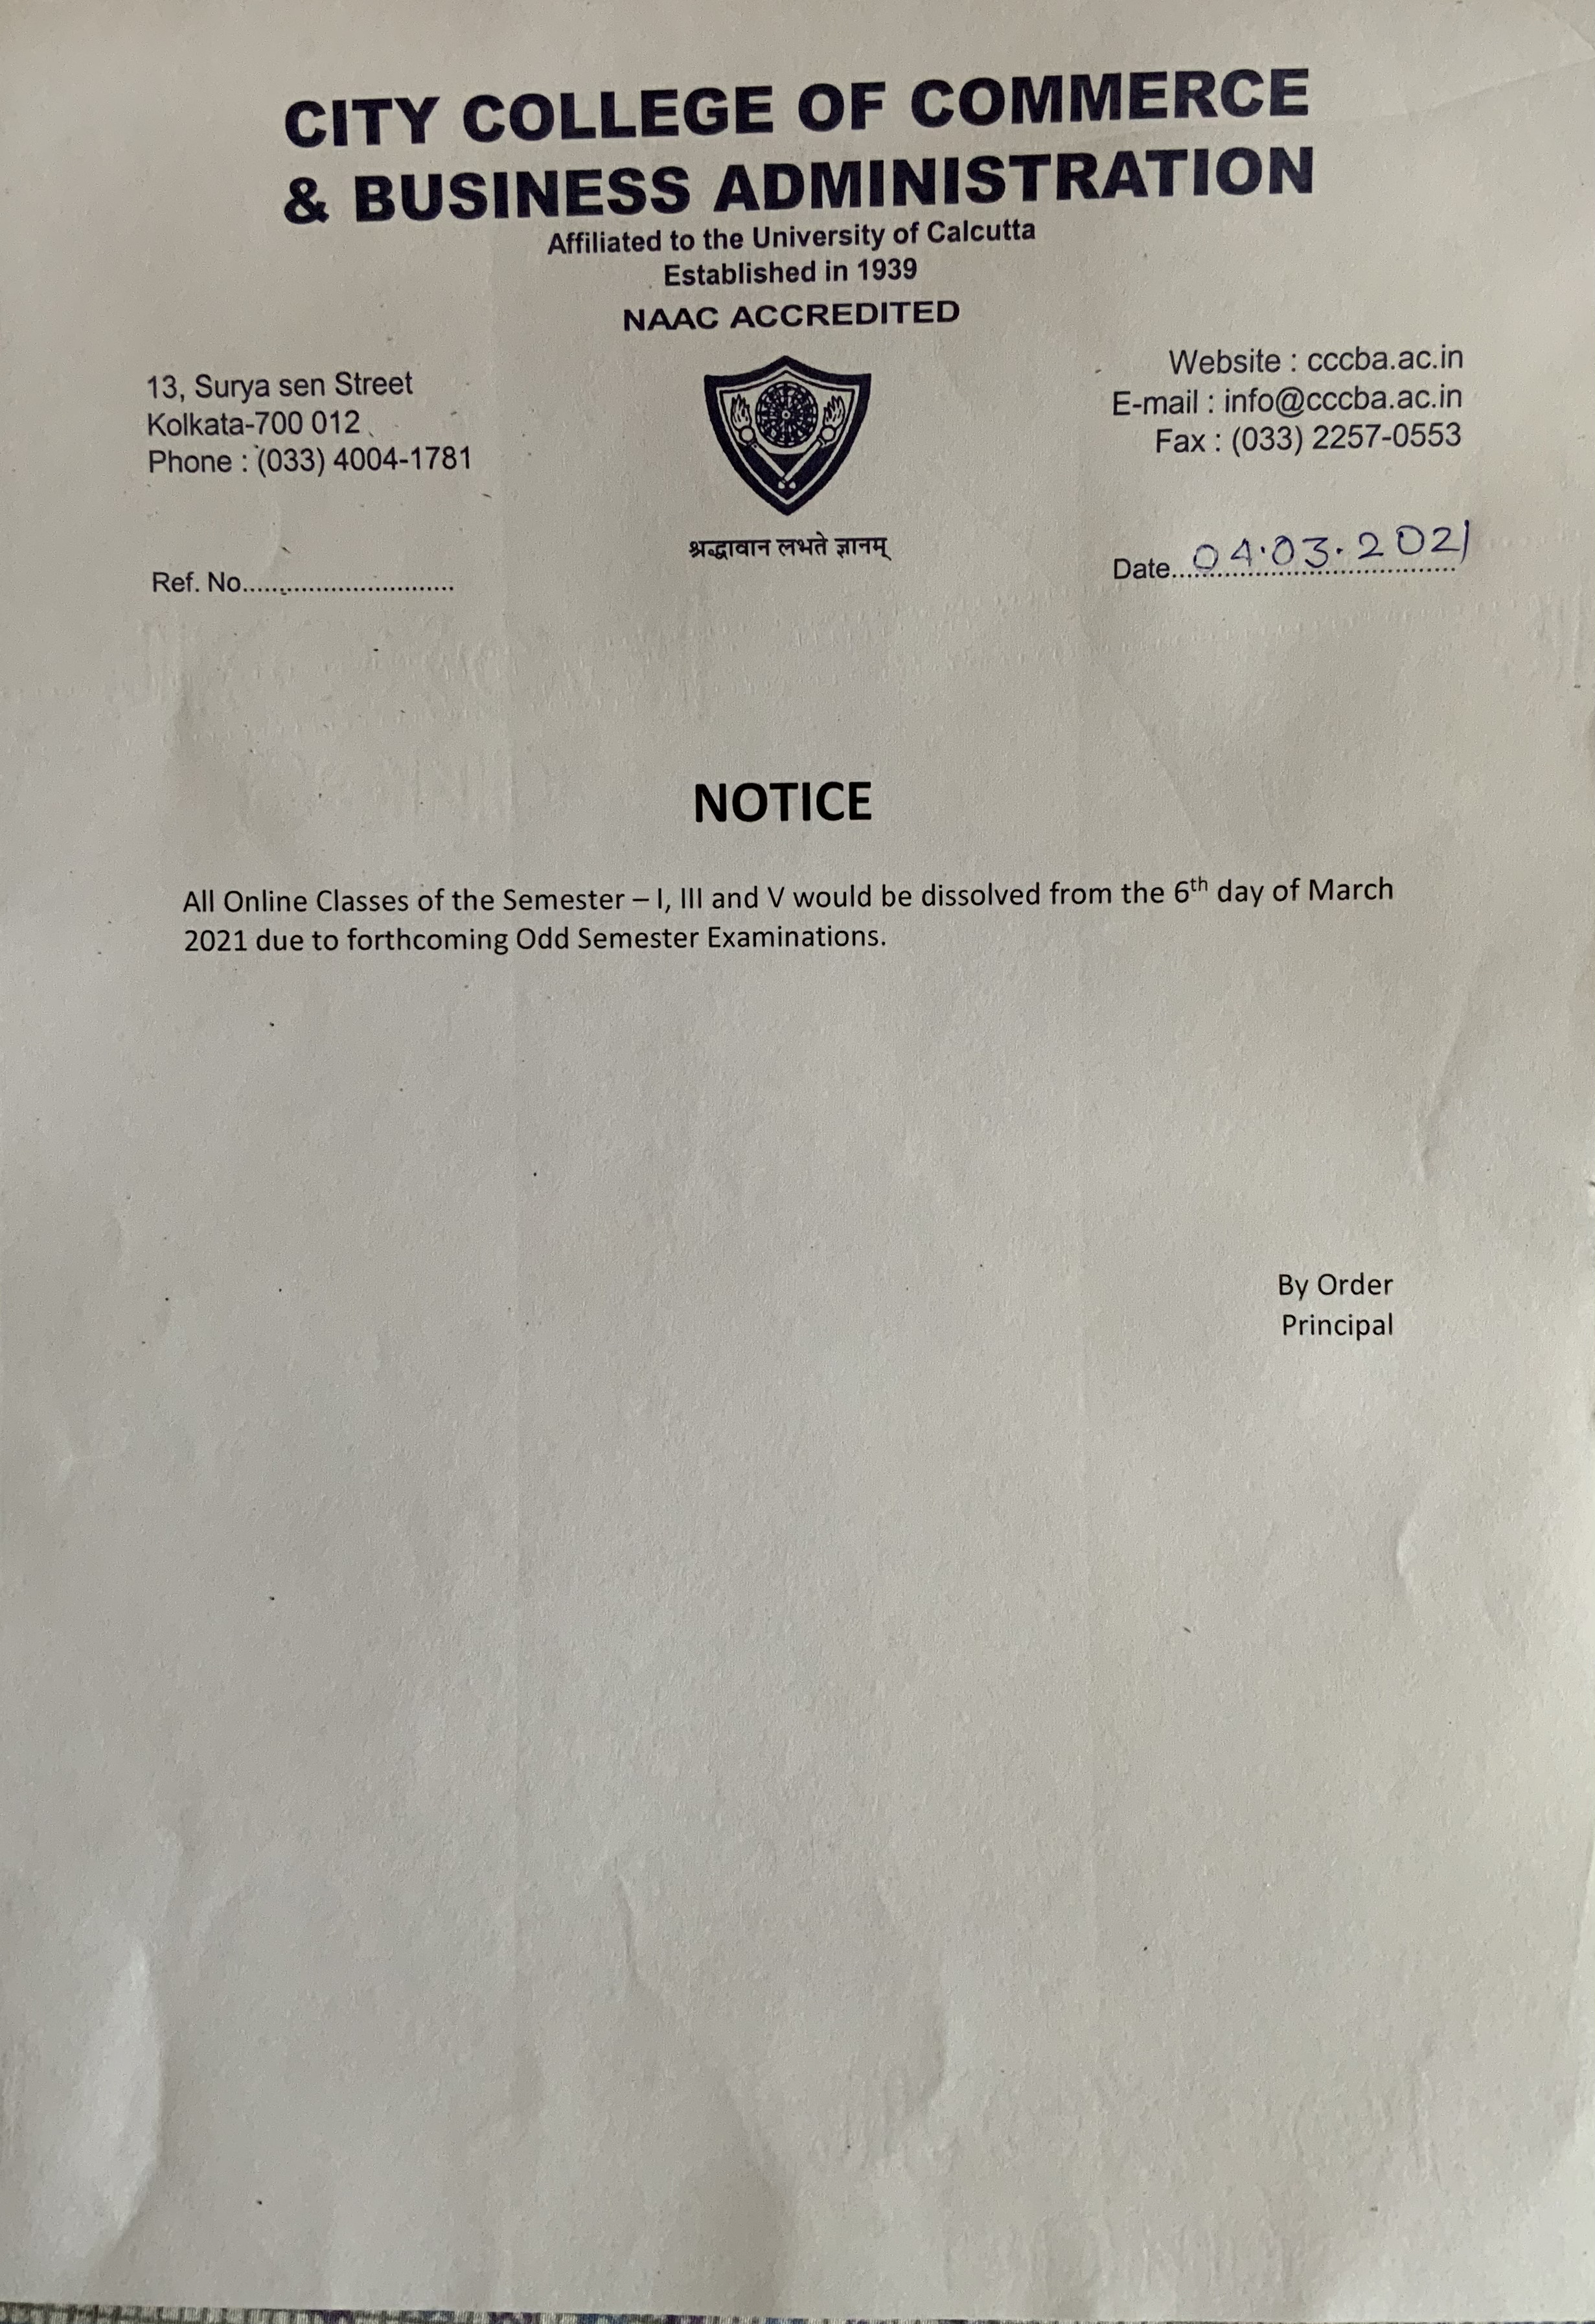 CITY COLLEGE OF COMMERCE
& BUSINESS ADMINISTRATION
Affiliated to the University of Calcutta
Established in 1939
NAAC ACCREDITED
13, Surya sen Street
Kolkata-700 012
Phone : (033) 4004-1781
Website : cccba.ac.in
E-mail : info@cccba.ac.in
Fax : (033) 2257-0553
श्रद्धावान लभते ज्ञानम्
Ref. No..............................
Date....04.03.2021
NOTICE
All Online Classes of the Semester – I, III and V would be dissolved from the 6th day of March
2021 due to forthcoming Odd Semester Examinations.
By Order
Principal